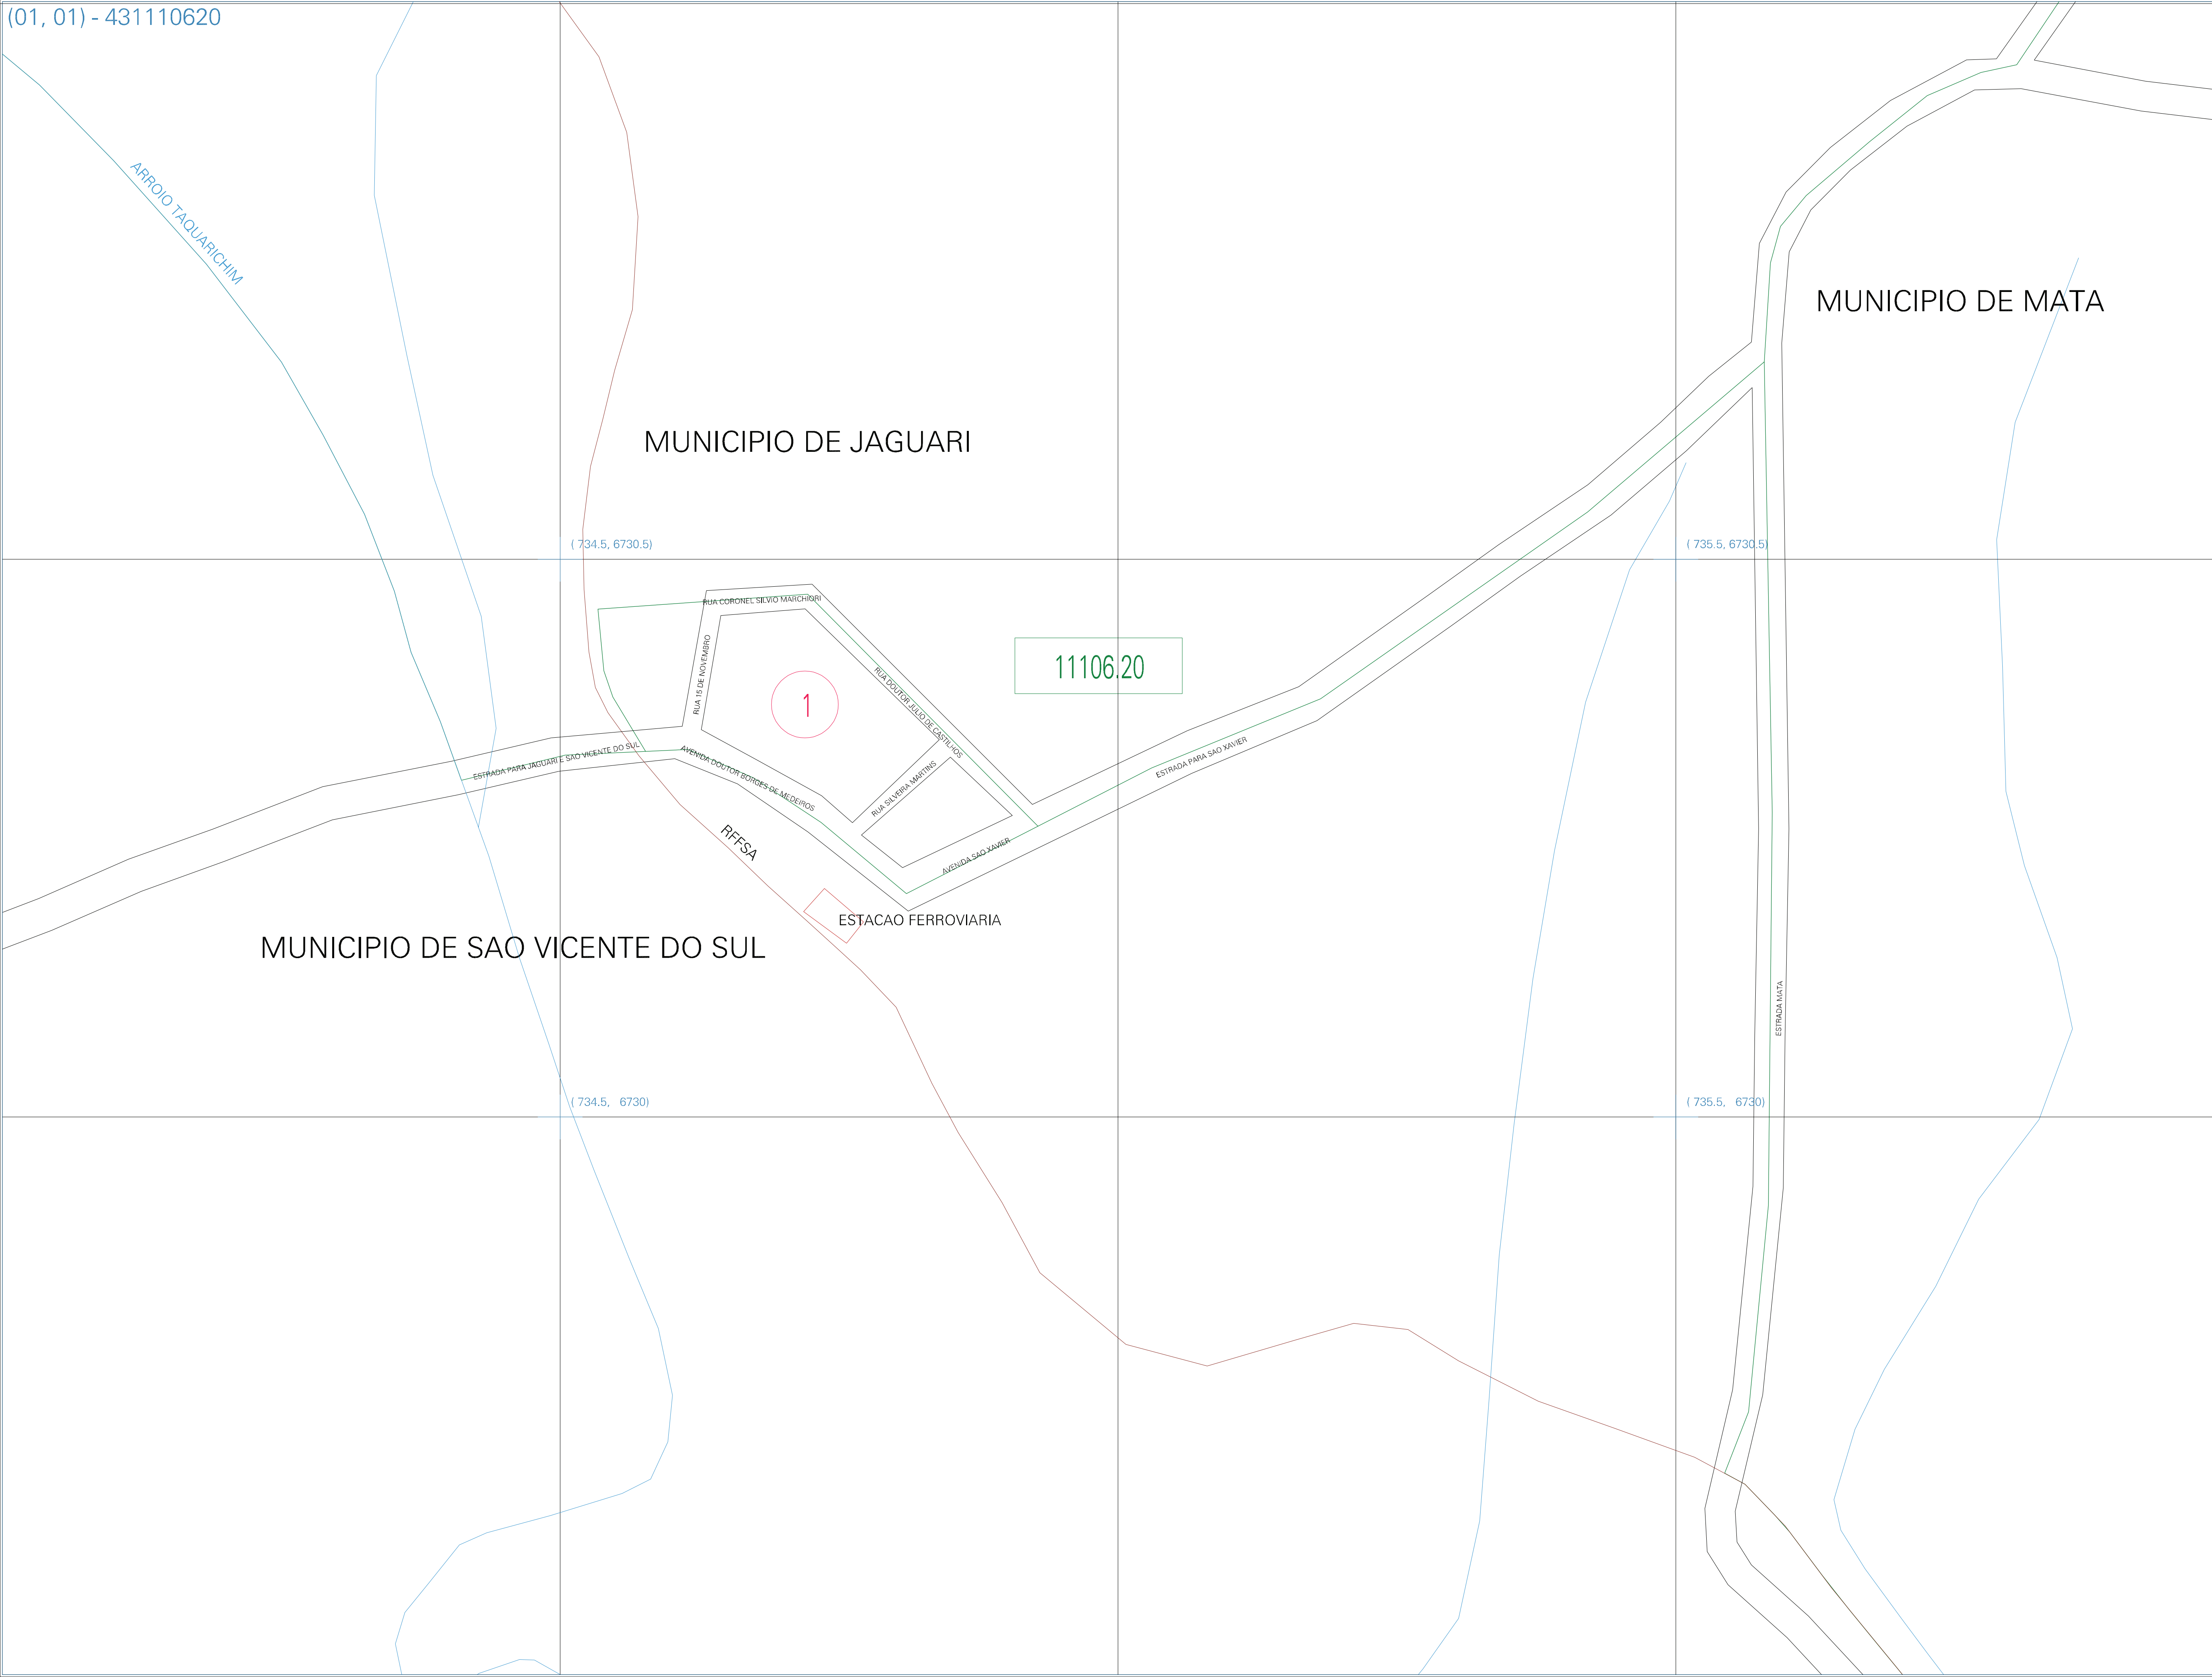 (01, 01) - 431110620
ARROIO TAQUARICHIM
MUNICIPIO DE MATA
MUNICIPIO DE JAGUARI
( 734.5, 6730.5)
( 735.5, 6730.5)
RUA CORONEL SILVIO MARCHIORI
RUA 15 DE NOVEMBRO
11106.20
1
RUA DOUTOR JULIO DE CASTILHOS
ESTRADA PARA JAGUARI E SAO VICENTE DO SUL
AVENIDA DOUTOR BORGES DE MEDEIROS
RUA SILVEIRA MARTINS
ESTRADA PARA SAO XAVIER
RFFSA
AVENIDA SAO XAVIER
ESTACAO FERROVIARIA
MUNICIPIO DE SAO VICENTE DO SUL
ESTRADA MATA
( 734.5, 6730)
( 735.5, 6730)